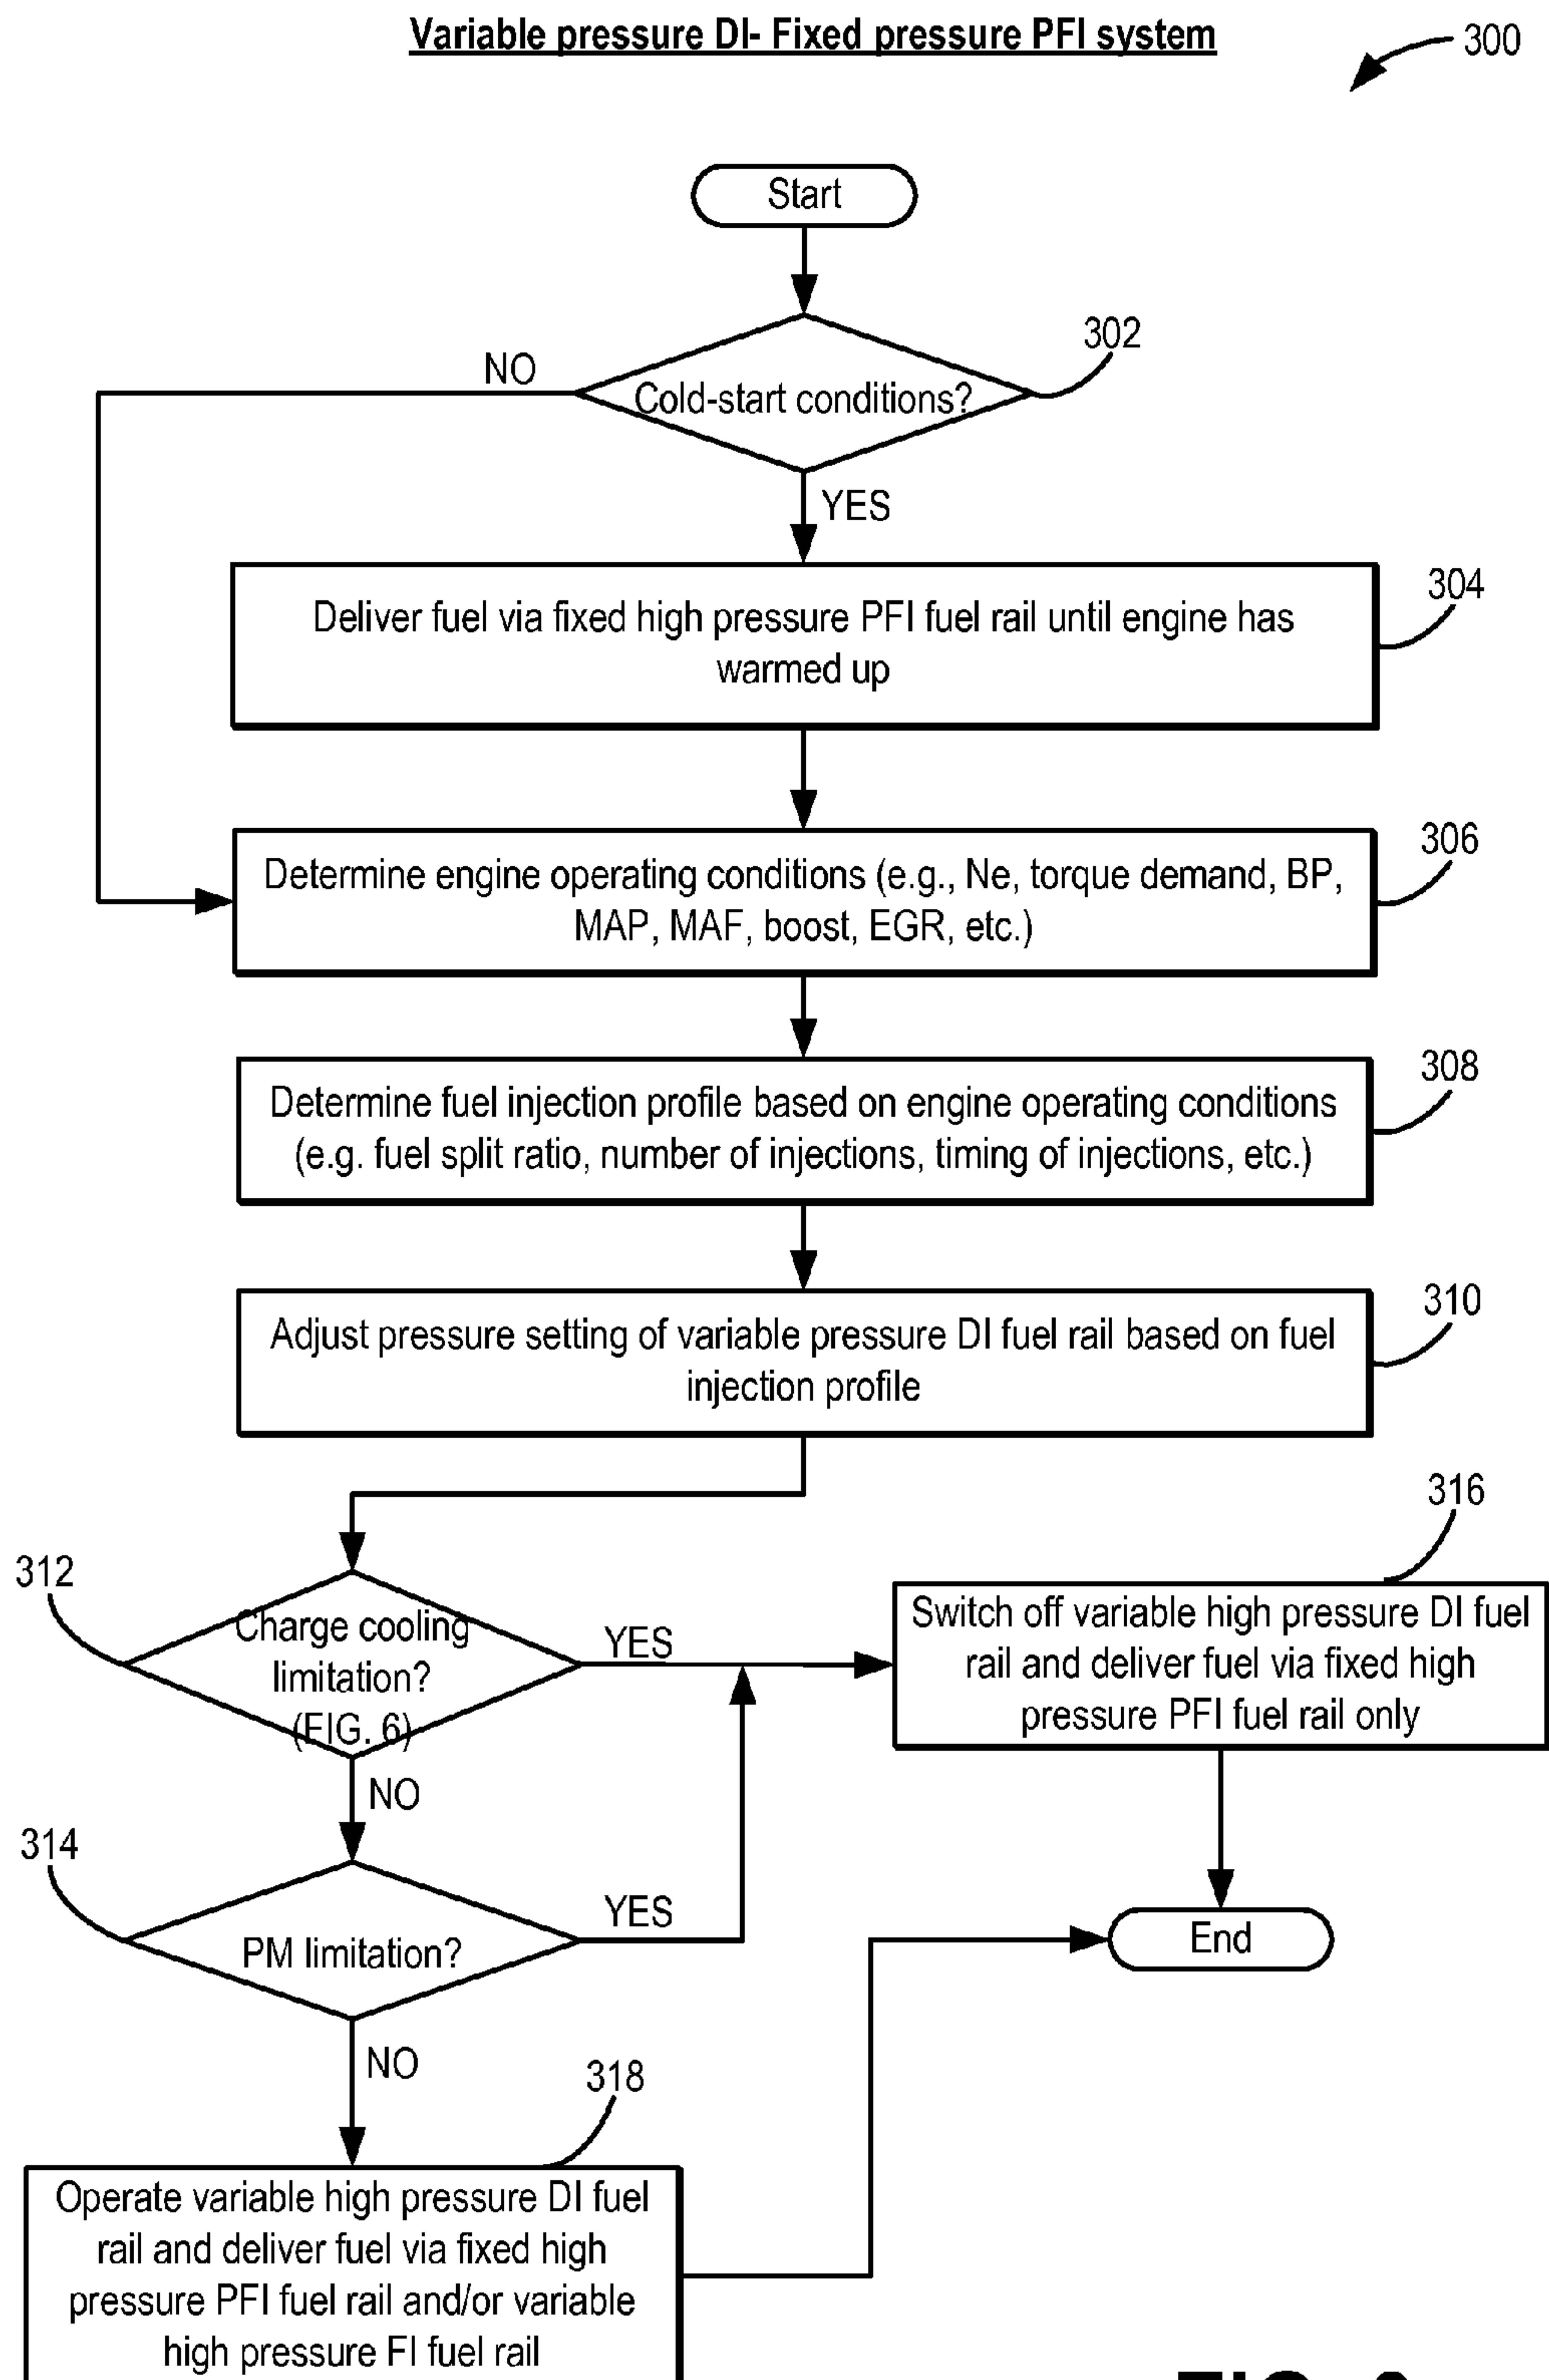 Variable pressure DI- Fixed pressure PFI system
300
Start
302
NO
Cold-start conditions?
YES
304
Deliver fuel via fixed high pressure PFI fuel rail until engine has
warmed up
306
Determine engine operating conditions (e.g., Ne, torque demand, BP,
MAP, MAF, boost, EGR, etc.)
308
Determine fuel injection profile based on engine operating conditions
(e.g. fuel split ratio, number of injections, timing of injections, etc.)
310
Adjust pressure setting of variable pressure DI fuel rail based on fuel
injection profile
312
Charge cooling
limitation?
(FIG. 6)
YES
NO
316
Switch off variable high pressure DI fuel
rail and deliver fuel via fixed high
pressure PFI fuel rail only
314
PM limitation?
YES
NO
End
318
Operate variable high pressure DI fuel
rail and deliver fuel via fixed high
pressure PFI fuel rail and/or variable
high pressure FI fuel rail